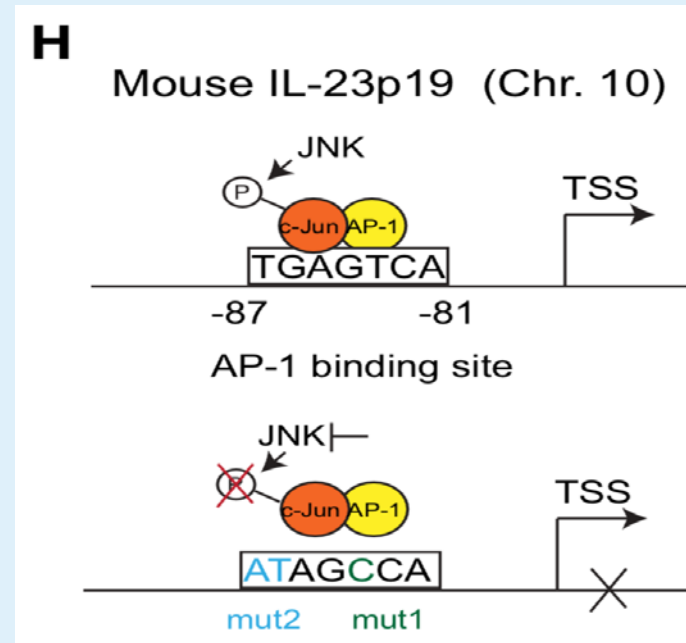 H
Mouse IL-23p19 (Chr. 10)
JNK
P
TSS
c-Jun AP-1
TGAGTCA
-87 -81
AP-1 binding site
JNK
P
TSS
c-Jun AP-1
ATAGCCA
mut2 mut1